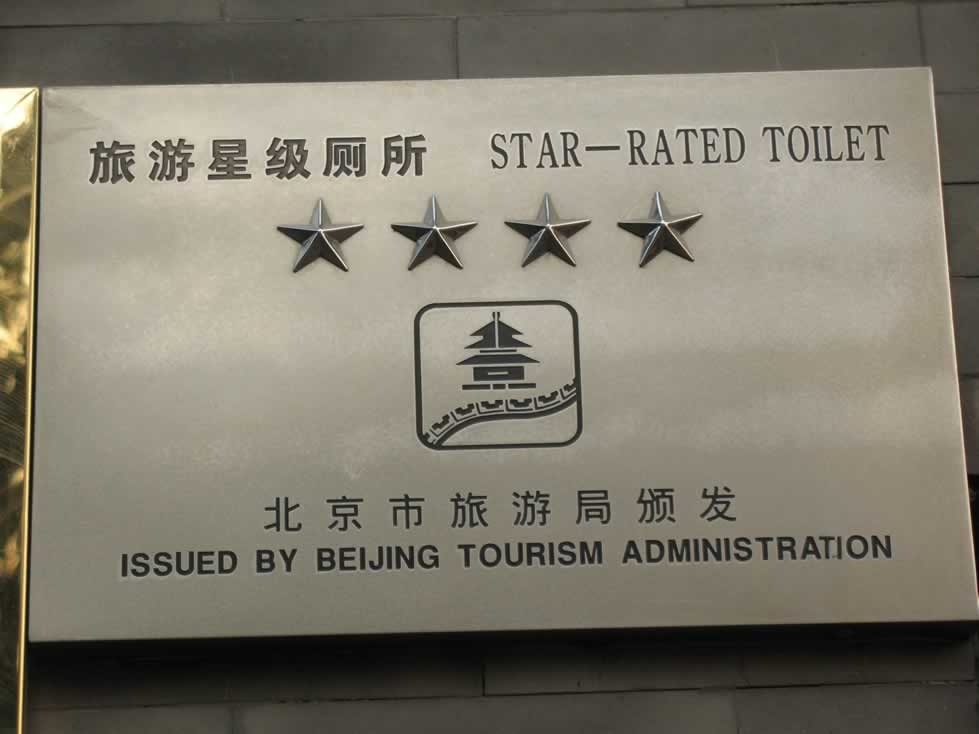 旅游星级厕所 STAR—RATED TOILET
北京市旅游局颁发
ISSUED BY BEIJING TOURISM ADMINISTRATION